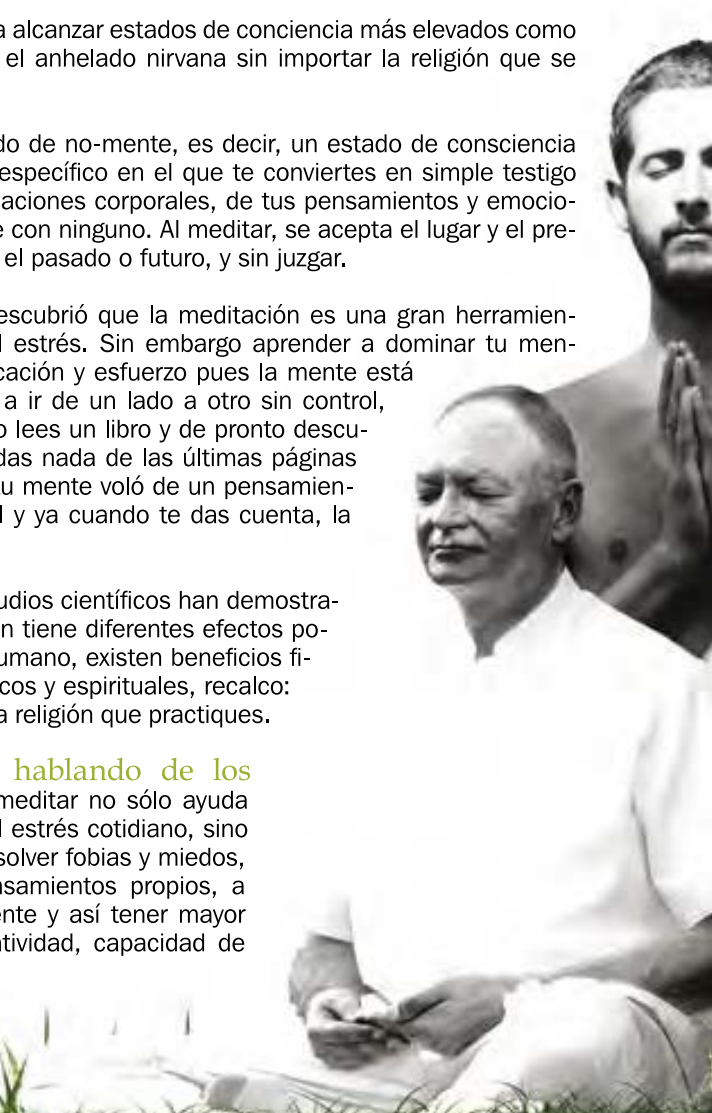 a alcanzar estados de conciencia más elevados como
el anhelado nirvana sin importar la religión que se
do de no-mente, es decir, un estado de consciencia
específico en el que te conviertes en simple testigo
aciones corporales, de tus pensamientos y emocio-
e con ninguno. Al meditar, se acepta el lugar y el pre-
el pasado o futuro, y sin juzgar.
escubrió que la meditación es una gran herramien-
l estrés. Sin embargo aprender a dominar tu men-
cación y esfuerzo pues la mente está
a ir de un lado a otro sin control,
o lees un libro y de pronto descu-
das nada de las últimas páginas
tu mente voló de un pensamien-
l y ya cuando te das cuenta, la
udios científicos han demostra-
n tiene diferentes efectos po-
umano, existen beneficios fi-
cos y espirituales, recalco:
a religión que practiques.
hablando de los
meditar no sólo ayuda
l estrés cotidiano, sino
solver fobias y miedos,
nsamientos propios, a
ente y así tener mayor
atividad, capacidad de